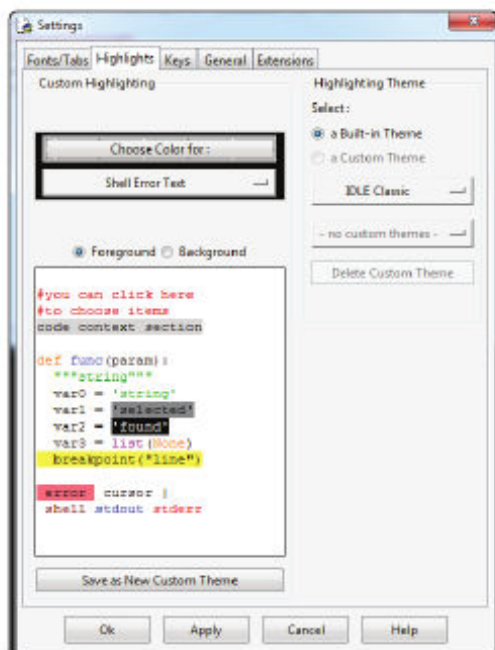 Settings
Fonts/Tabs Highlights Keys General Extensions
Custom Highlighting
Choose Color for :
Shell Error Text
Foreground Background
#you can click here
#to choose items
code context section
def func(param):
"""string"""
var0 = 'string'
var1 = 'selected'
var2 = 'found'
var3 = list(None)
breakpoint("line")
error cursor |
shell stdout stderr
Save as New Custom Theme
Highlighting Theme
Select :
a Built-in Theme
a Custom Theme
IDLE Classic
- no custom themes -
Delete Custom Theme
Ok Apply Cancel Help